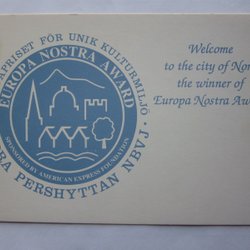 PRISET FÖR UNIK KULTURMILJÖ
EUROPA NOSTRA AWARD
SPONSORED BY AMERICAN EXPRESS FOUNDATION
PERSHYTTAN NBVJ
Welcome
to the city of
the winner of
Europa Nostra